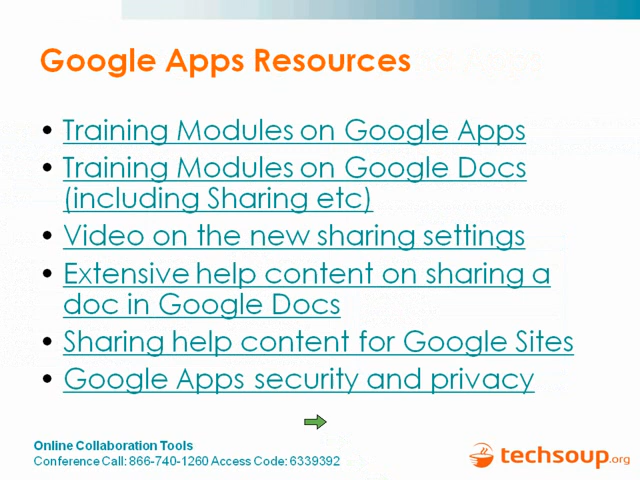 Google Apps Resources
• Training Modules on Google Apps
• Training Modules on Google Docs
(including Sharing etc)
• Video on the new sharing settings
• Extensive help content on sharing a
doc in Google Docs
• Sharing help content for Google Sites
• Google Apps security and privacy
Online Collaboration Tools
Conference Call: 866-740-1260 Access Code: 6339392
techsoup.org